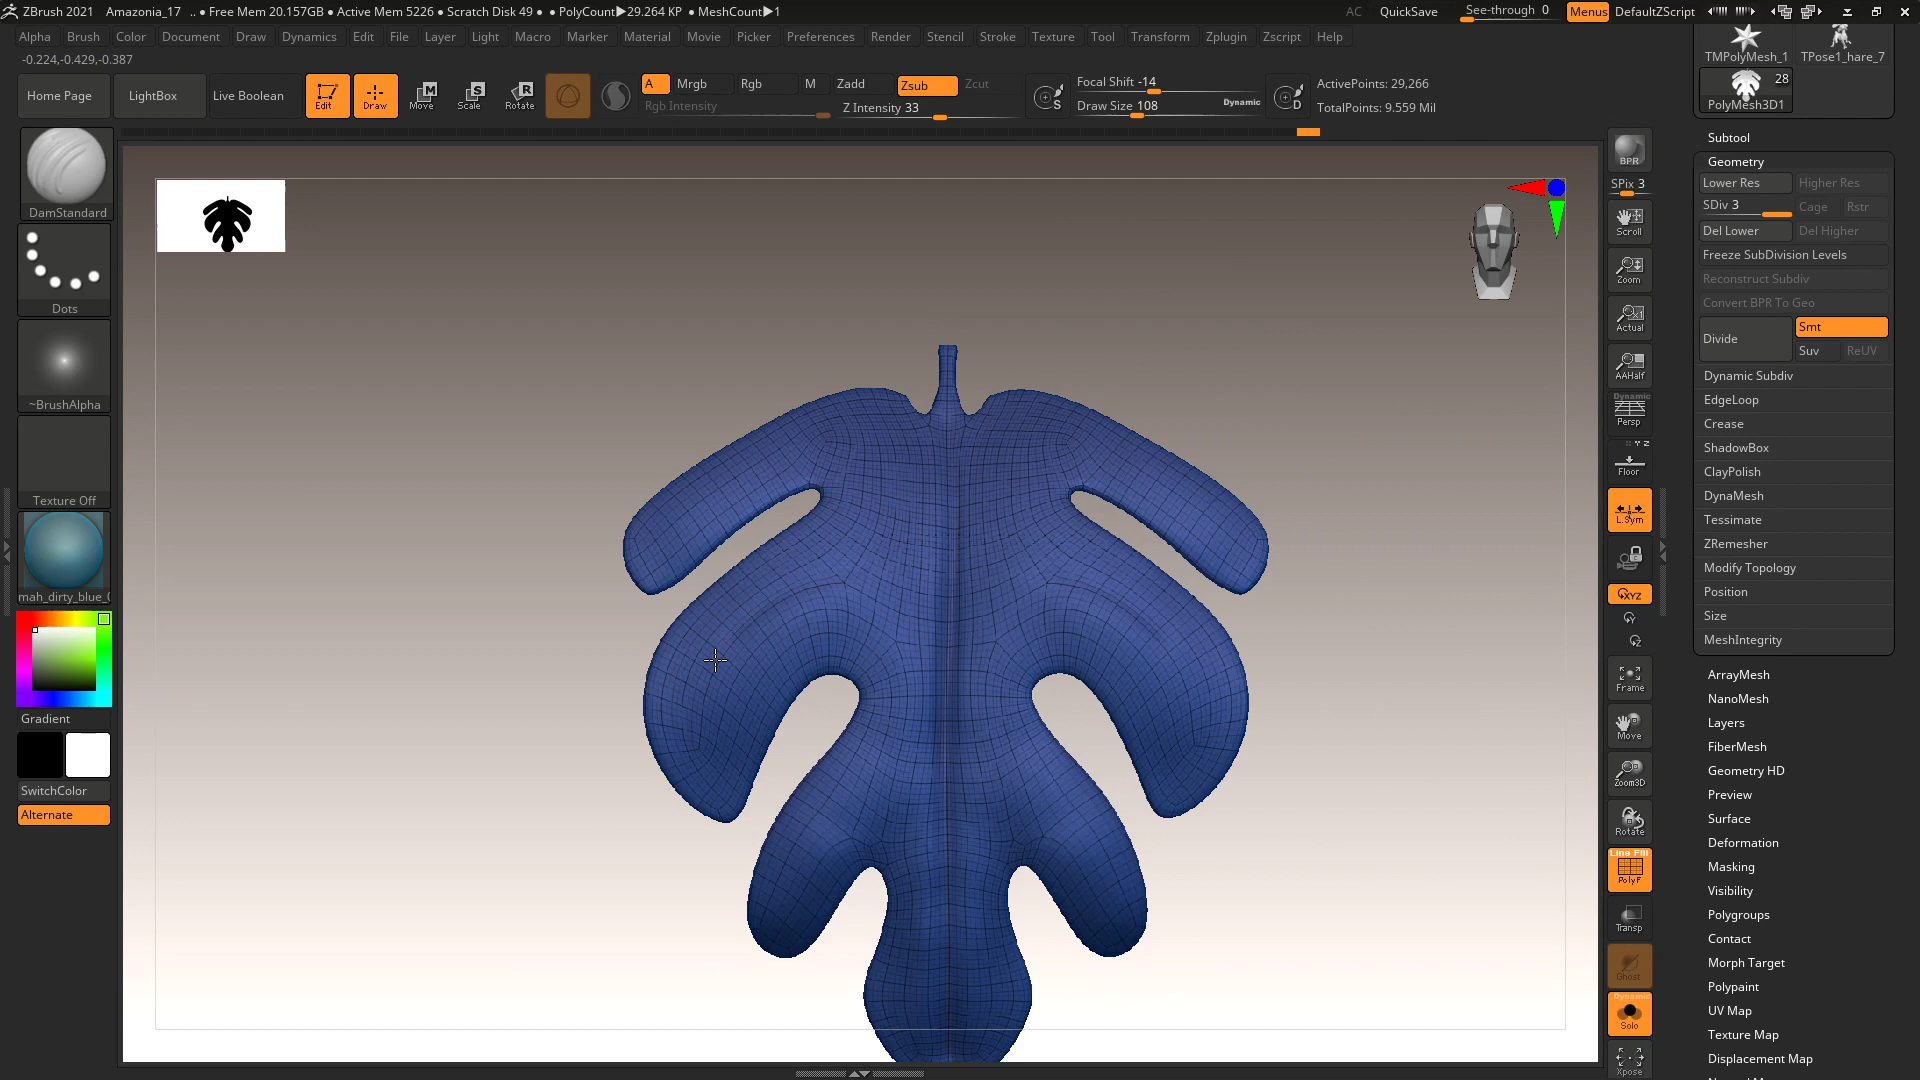 ZBrush 2021 Amazonia_17 .. ● Free Mem 20.157GB ● Active Mem 5226 ● Scratch Disk 49 ● ● PolyCount▶29.264 KP ● MeshCount▶1 AC QuickSave See-through 0 Menus DefaultZScript
Alpha Brush Color Document Draw Dynamics Edit File Layer Light Macro Marker Material Movie Picker Preferences Render Stencil Stroke Texture Tool Transform Zplugin Zscript Help
-0.224,-0.429,-0.387
Home Page LightBox Live Boolean Edit Draw Move Scale Rotate
A Mrgb Rgb M Zadd Zsub Zcut
Rgb Intensity Z Intensity 33
Focal Shift -14
Draw Size 108 Dynamic
ActivePoints: 29,266
TotalPoints: 9.559 Mil
DamStandard
Dots
~BrushAlpha
Texture Off
mah_dirty_blue_
Gradient
SwitchColor
Alternate
BPR
SPix 3
Scroll
Zoom
Actual
AAHalf
Dynamic
Persp
Floor
L.Sym
XYZ
Y
Z
Frame
Move
Zoom3D
Rotate
Line Fill
PolyF
Transp
Ghost
Dynamic
Solo
Xpose
TMPolyMesh_1 TPose1_hare_7
28
PolyMesh3D1
Subtool
Geometry
Lower Res Higher Res
SDiv 3 Cage Rstr
Del Lower Del Higher
Freeze SubDivision Levels
Reconstruct Subdiv
Convert BPR To Geo
Divide Smt
Suv ReUV
Dynamic Subdiv
EdgeLoop
Crease
ShadowBox
ClayPolish
DynaMesh
Tessimate
ZRemesher
Modify Topology
Position
Size
MeshIntegrity
ArrayMesh
NanoMesh
Layers
FiberMesh
Geometry HD
Preview
Surface
Deformation
Masking
Visibility
Polygroups
Contact
Morph Target
Polypaint
UV Map
Texture Map
Displacement Map